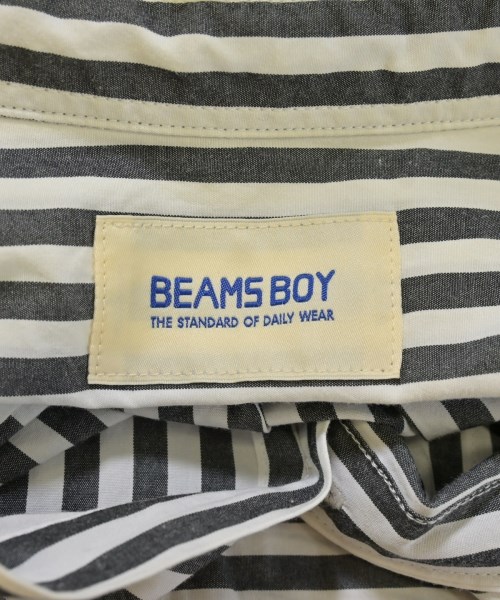 BEAMS BOY
THE STANDARD OF DAILY WEAR